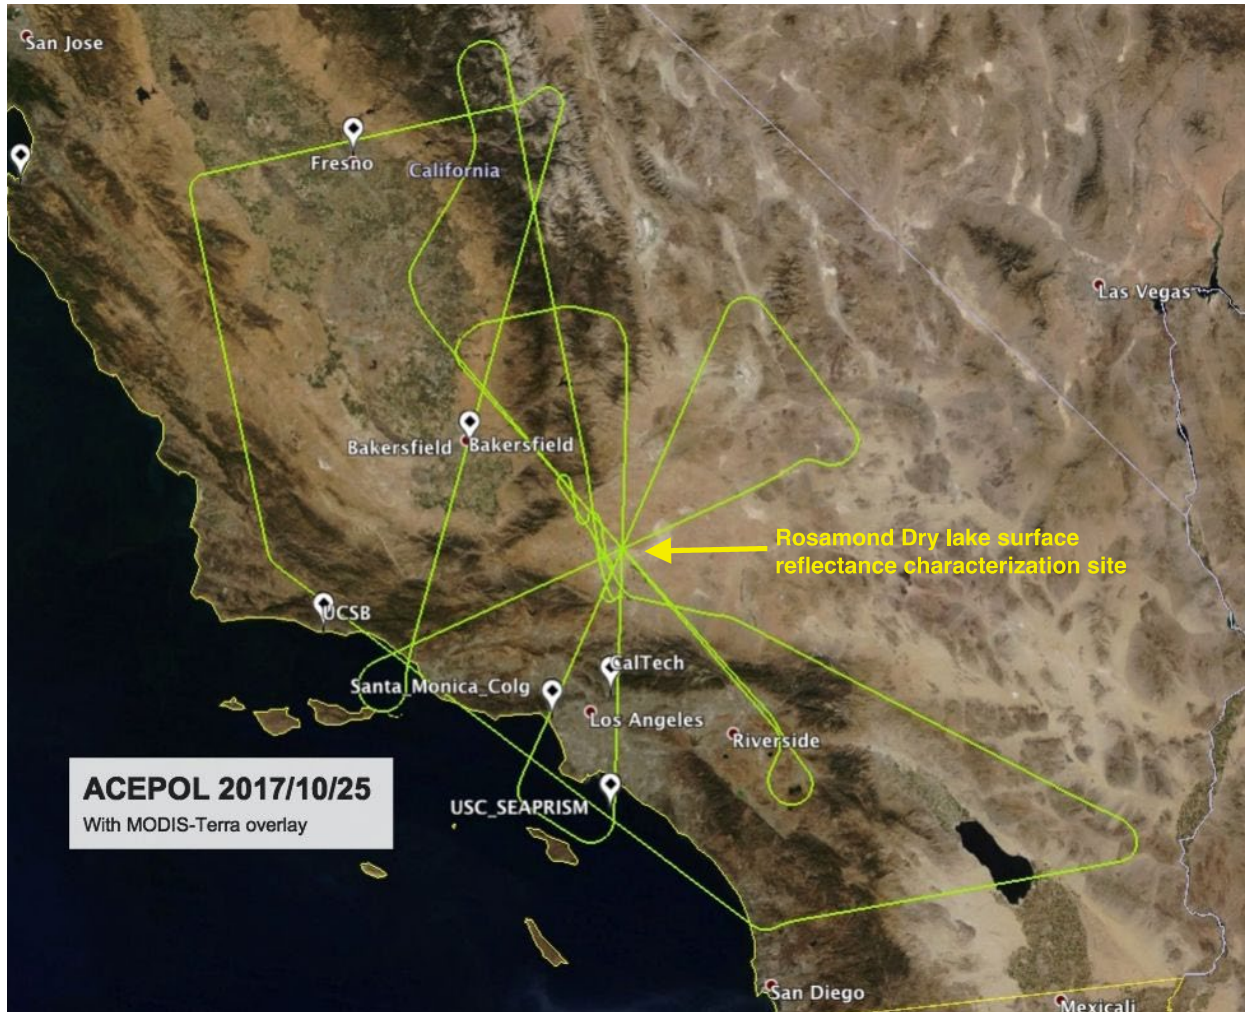 San Jose
Fresno
California
Las Vegas
Bakersfield
Bakersfield
Rosamond Dry lake surface
reflectance characterization site
UCSB
CalTech
Santa_Monica_Colg
Los Angeles
Riverside
ACEPOL 2017/10/25
With MODIS-Terra overlay
USC_SEAPRISM
San Diego
Mexicali